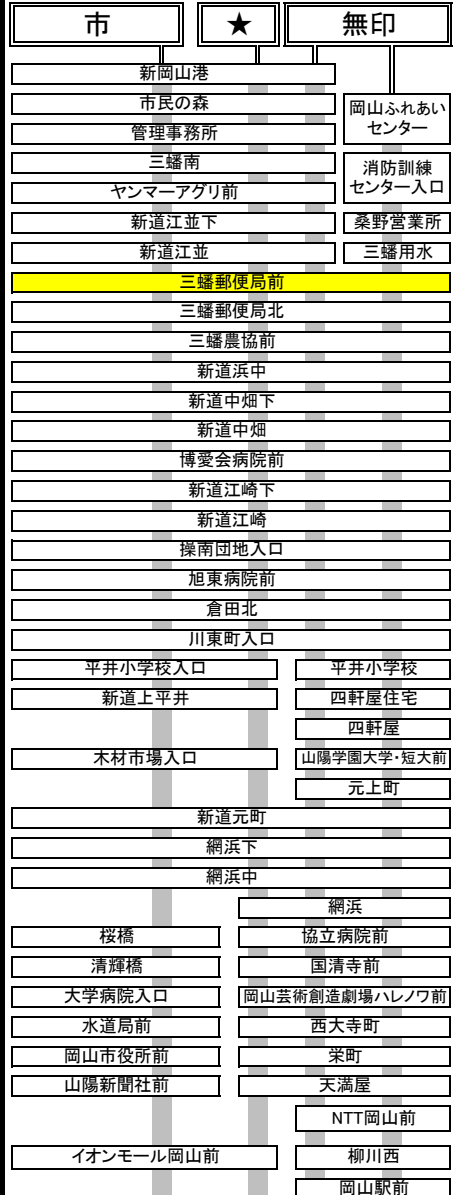 市 ★ 無印
新岡山港
市民の森
岡山ふれあい
センター
管理事務所
三蟠南
消防訓練
センター入口
ヤンマーアグリ前
新道江並下 桑野営業所
新道江並 三蟠用水
三蟠郵便局前
三蟠郵便局北
三蟠農協前
新道浜中
新道中畑下
新道中畑
博愛会病院前
新道江崎下
新道江崎
操南団地入口
旭東病院前
倉田北
川東町入口
平井小学校入口 平井小学校
新道上平井 四軒屋住宅
四軒屋
木材市場入口 山陽学園大学・短大前
元上町
新道元町
網浜下
網浜中
網浜
桜橋 協立病院前
清輝橋 国清寺前
大学病院入口 岡山芸術創造劇場ハレノワ前
水道局前 西大寺町
岡山市役所前 栄町
山陽新聞社前 天満屋
NTT岡山前
イオンモール岡山前 柳川西
岡山駅前